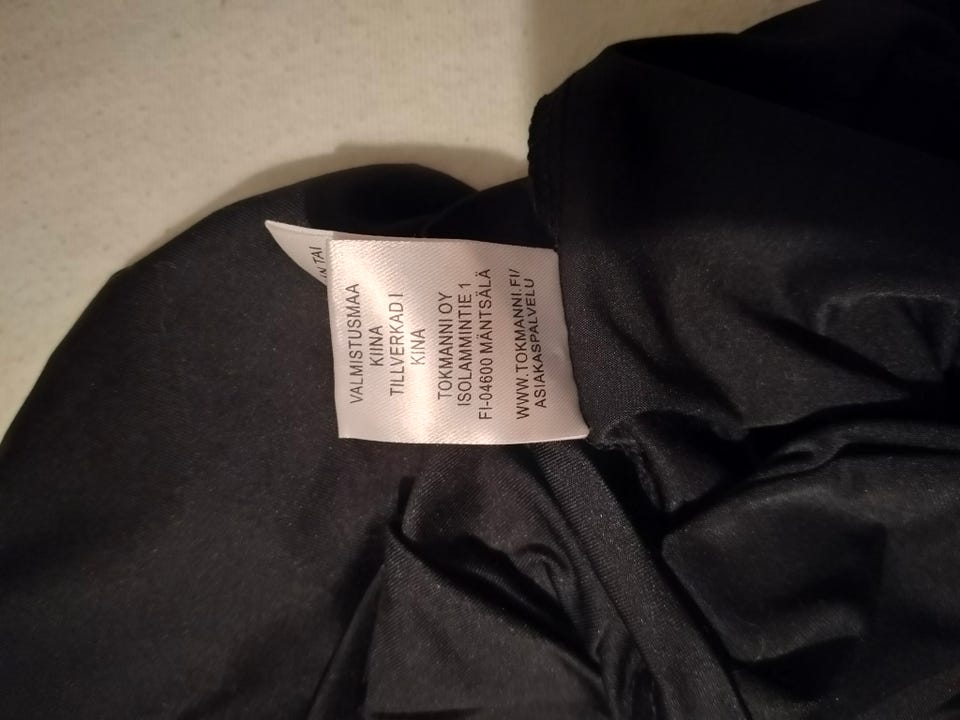 VALMISTUSMAA
KIINA
TILLVERKAD I
KINA
TOKMANNI OY
ISOLAMMINTIE 1
FI-04600 MÄNTSÄLÄ
WWW.TOKMANNI.FI/
ASIAKASPALVELU